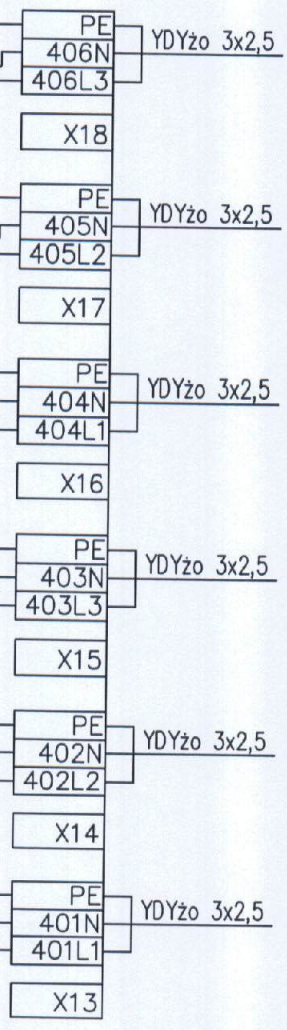 PE
406N YDYżo 3x2,5
406L3
X18
PE
405N YDYżo 3x2,5
405L2
X17
PE
404N YDYżo 3x2,5
404L1
X16
PE
403N YDYżo 3x2,5
403L3
X15
PE
402N YDYżo 3x2,5
402L2
X14
PE
401N YDYżo 3x2,5
401L1
X13